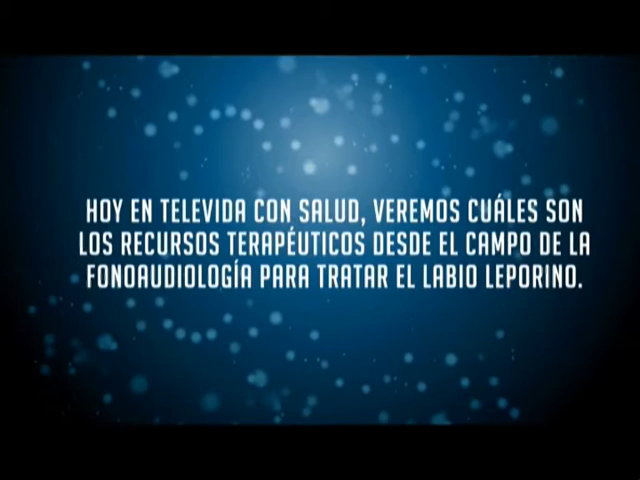 HOY EN TELEVIDA CON SALUD, VEREMOS CUÁLES SON
LOS RECURSOS TERAPÉUTICOS DESDE EL CAMPO DE LA
FONOAUDIOLOGÍA PARA TRATAR EL LABIO LEPORINO.